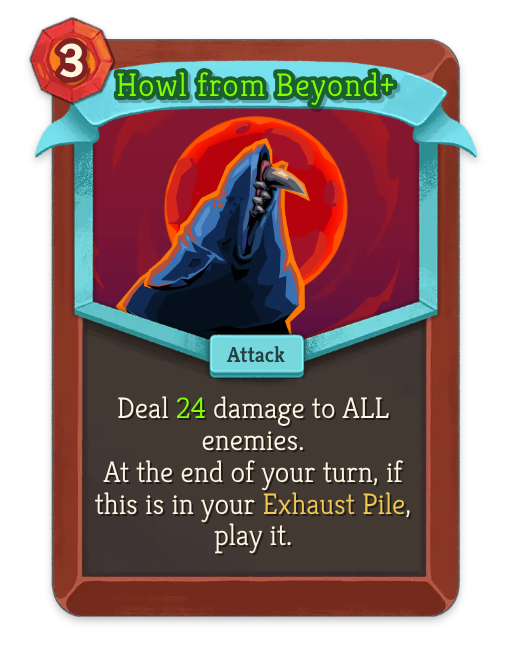 3
Howl from Beyond+
Attack
Deal 24 damage to ALL
enemies.
At the end of your turn, if
this is in your Exhaust Pile,
play it.